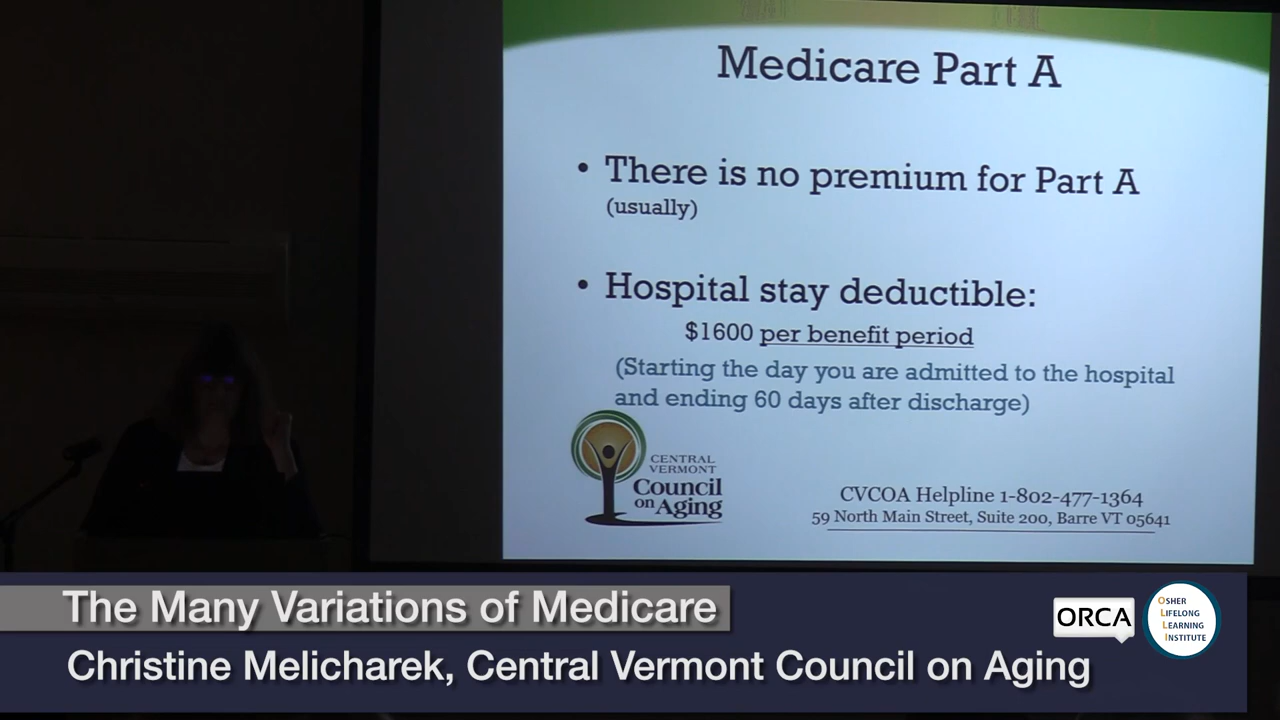 Medicare Part A
• There is no premium for Part A
(usually)
• Hospital stay deductible:
$1600 per benefit period
(Starting the day you are admitted to the hospital
and ending 60 days after discharge)
CENTRAL
VERMONT
Council
on Aging
CVCOA Helpline 1-802-477-1364
59 North Main Street, Suite 200, Barre VT 05641
The Many Variations of Medicare
Christine Melicharek, Central Vermont Council on Aging
ORCA
OSHER
LIFELONG
LEARNING
INSTITUTE